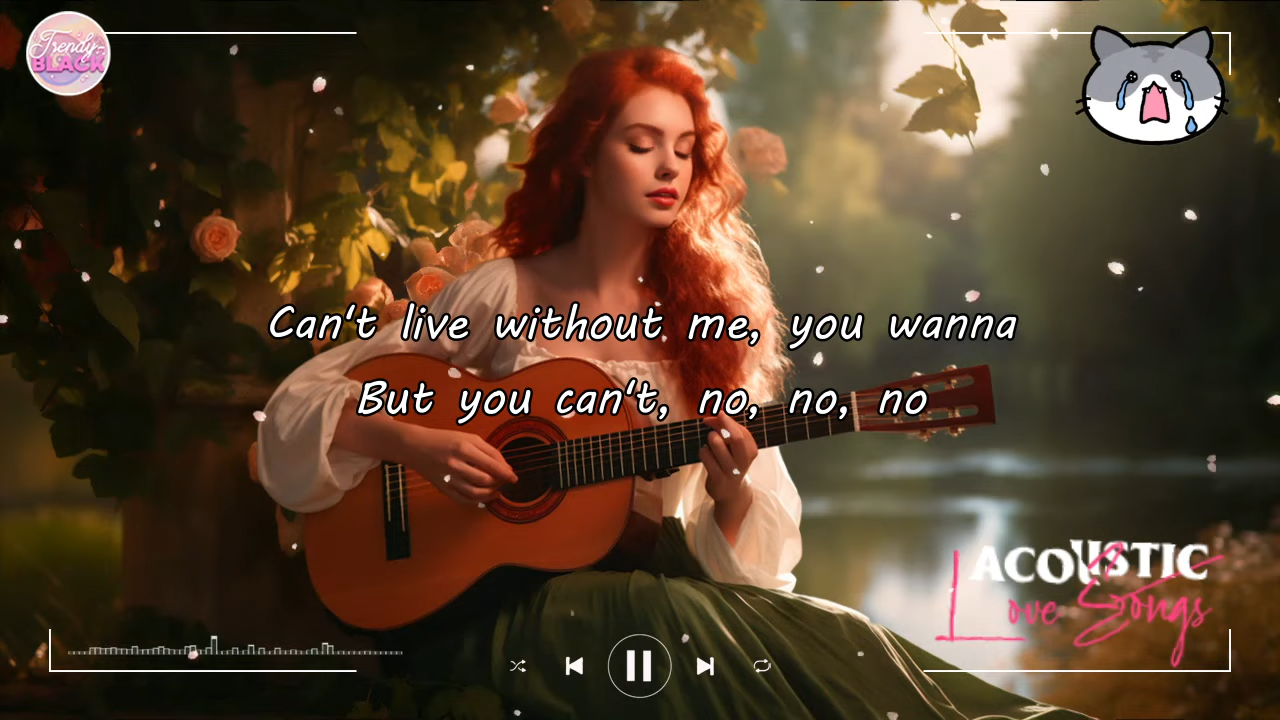 Trendy
BLACK
Can't live without me, you wanna
But you can't, no, no, no
ACOUSTIC
Love Songs